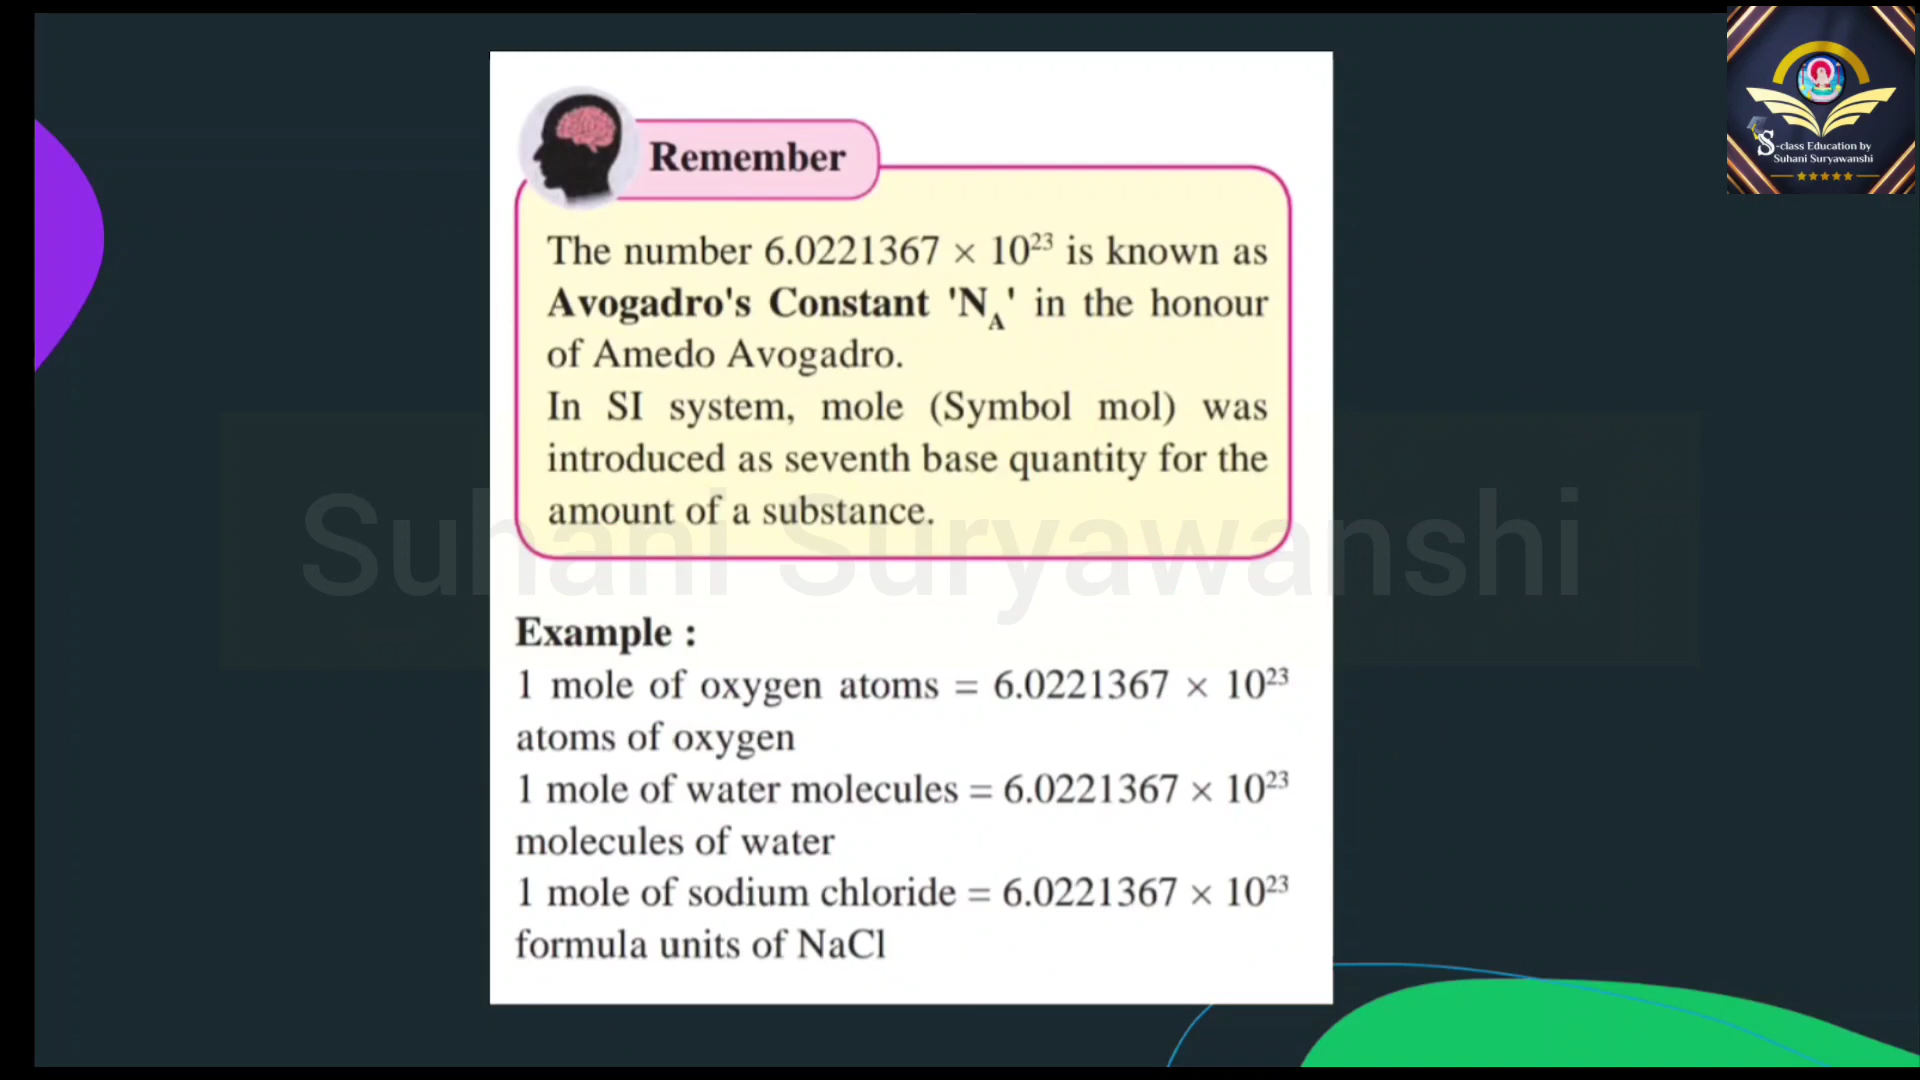 S-class Education by
Suhani Suryawanshi
Remember
The number 6.0221367 × 10²³ is known as
Avogadro's Constant 'N_A' in the honour
of Amedo Avogadro.
In SI system, mole (Symbol mol) was
introduced as seventh base quantity for the
amount of a substance.
Suhani Suryawanshi
Example :
1 mole of oxygen atoms = 6.0221367 × 10²³
atoms of oxygen
1 mole of water molecules = 6.0221367 × 10²³
molecules of water
1 mole of sodium chloride = 6.0221367 × 10²³
formula units of NaCl